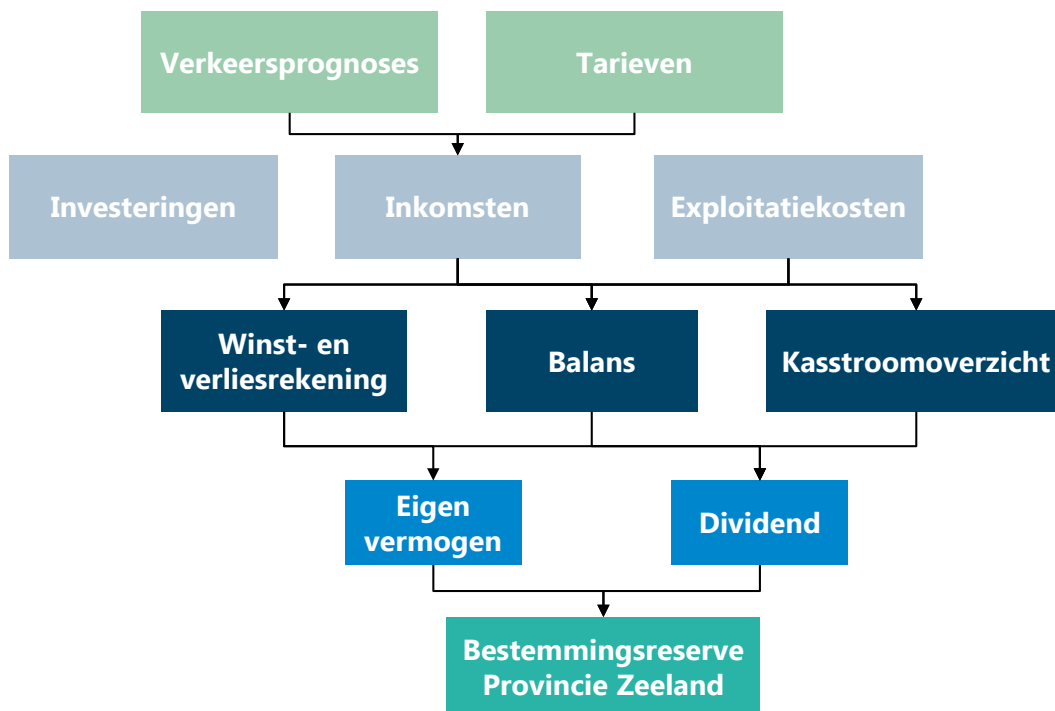 Verkeersprognoses
Tarieven
Investeringen
Inkomsten
Exploitatiekosten
Winst- en
verliesrekening
Balans
Kasstroomoverzicht
Eigen
vermogen
Dividend
Bestemmingsreserve
Provincie Zeeland